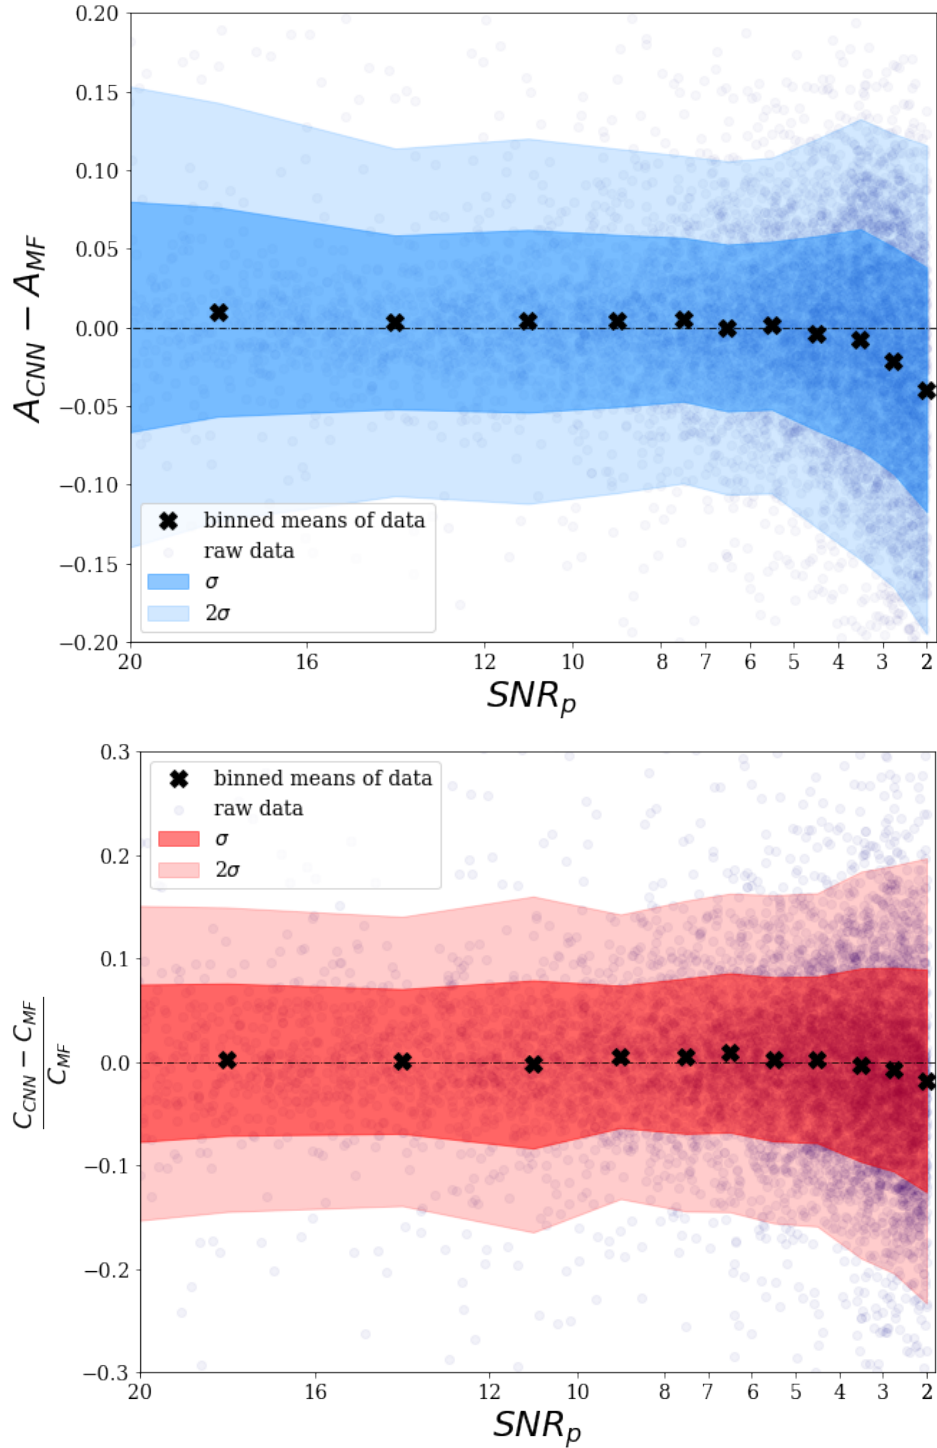 0.20
0.15
0.10
0.05
0.00
−0.05
−0.10
−0.15
−0.20
A_CNN − A_MF
binned means of data
raw data
σ
2σ
20 16 12 10 8 7 6 5 4 3 2
SNR_p
0.3
0.2
0.1
0.0
−0.1
−0.2
−0.3
C_CNN − C_MF
C_MF
binned means of data
raw data
σ
2σ
20 16 12 10 8 7 6 5 4 3 2
SNR_p